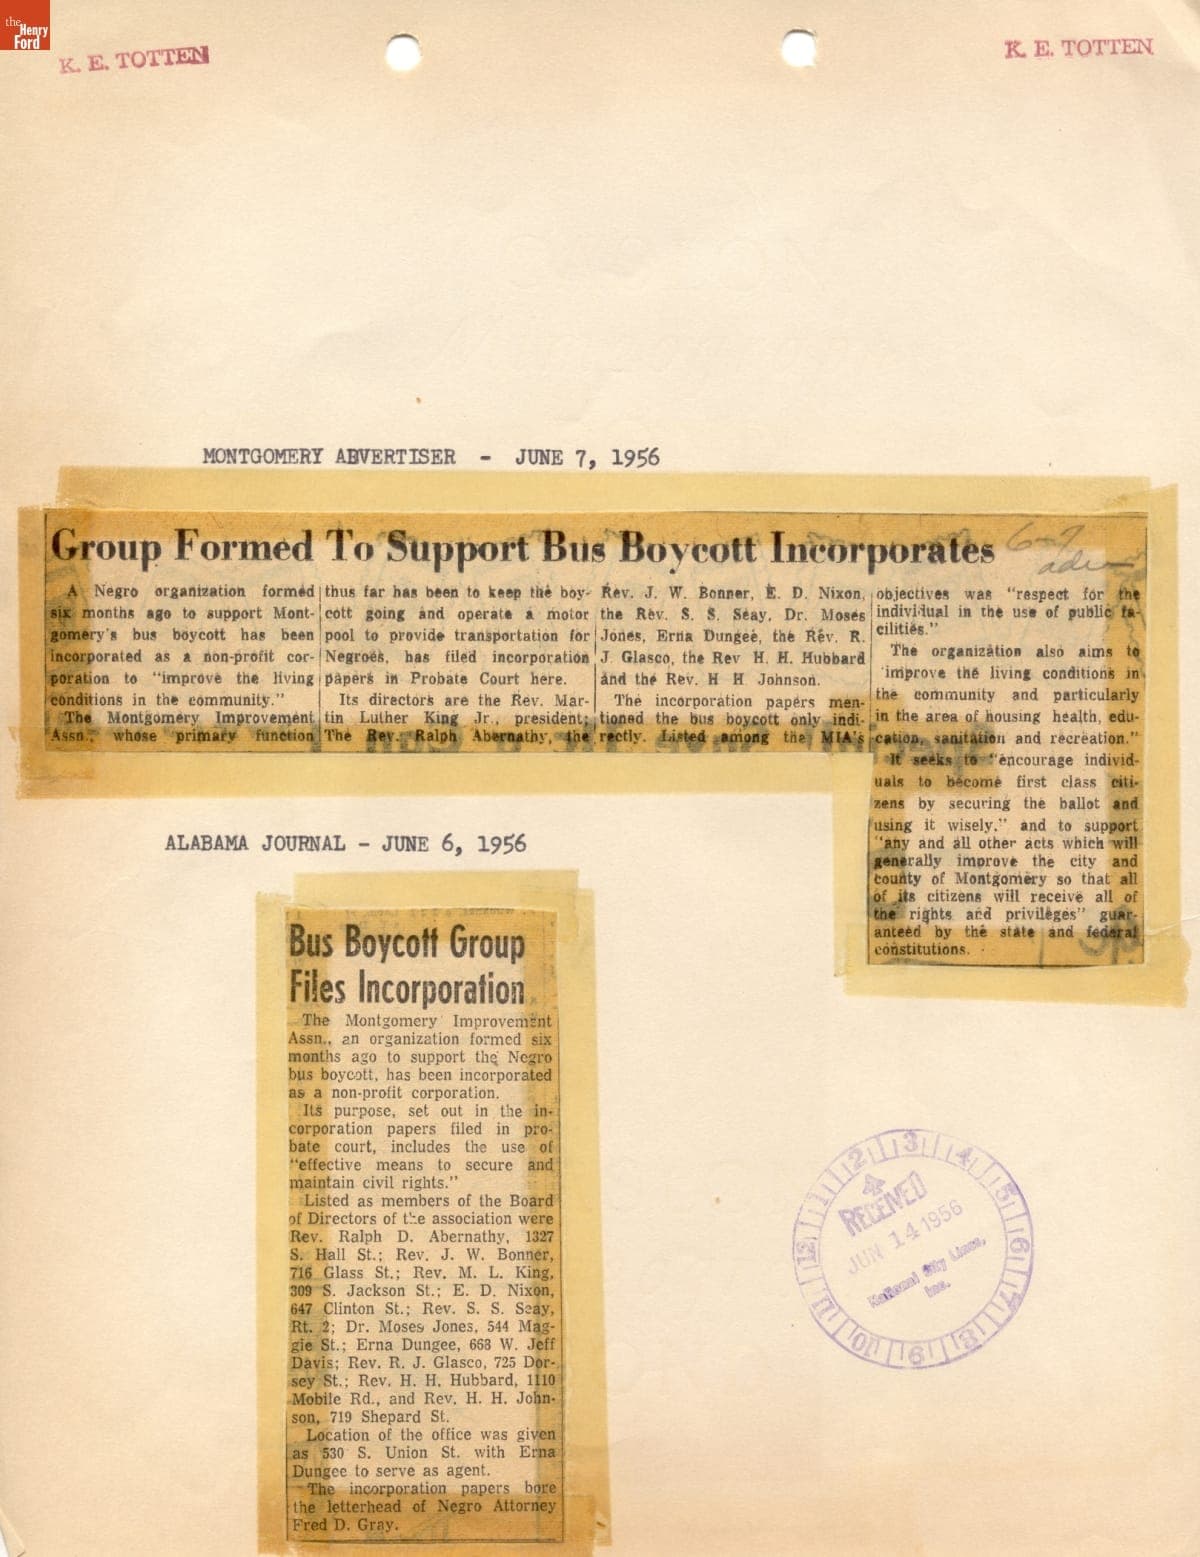 the
Henry
Ford
K. E. TOTTEN
K. E. TOTTEN
MONTGOMERY ABVERTISER - JUNE 7, 1956
Group Formed To Support Bus Boycott Incorporates
6-7
adv
A Negro organization formed
six months ago to support Mont-
gomery's bus boycott has been
incorporated as a non-profit cor-
poration to "improve the living
conditions in the community."
The Montgomery Improvement
Assn., whose primary function
thus far has been to keep the boy-
cott going and operate a motor
pool to provide transportation for
Negroes, has filed incorporation
papers in Probate Court here.
Its directors are the Rev. Mar-
tin Luther King Jr., president;
The Rev. Ralph Abernathy, the
Rev. J. W. Bonner, E. D. Nixon,
the Rev. S. S. Seay, Dr. Moses
Jones, Erna Dungee, the Rev. R.
J. Glasco, the Rev H. H. Hubbard
and the Rev. H H Johnson.
The incorporation papers men-
tioned the bus boycott only indi-
rectly. Listed among the MIA's
objectives was "respect for the
individual in the use of public fa-
cilities."
The organization also aims to
'improve the living conditions in
the community and particularly
in the area of housing health, edu-
cation, sanitation and recreation."
It seeks to "encourage individ-
uals to become first class citi-
zens by securing the ballot and
using it wisely," and to support
"any and all other acts which will
generally improve the city and
county of Montgomery so that all
of its citizens will receive all of
the rights and privileges" guar-
anteed by the state and federal
constitutions.
ALABAMA JOURNAL - JUNE 6, 1956
Bus Boycott Group
Files Incorporation
The Montgomery Improvement
Assn., an organization formed six
months ago to support the Negro
bus boycott, has been incorporated
as a non-profit corporation.
Its purpose, set out in the in-
corporation papers filed in pro-
bate court, includes the use of
"effective means to secure and
maintain civil rights."
Listed as members of the Board
of Directors of the association were
Rev. Ralph D. Abernathy, 1327
S. Hall St.; Rev. J. W. Bonner,
716 Glass St.; Rev. M. L. King,
309 S. Jackson St.; E. D. Nixon,
647 Clinton St.; Rev. S. S. Seay,
Rt. 2; Dr. Moses Jones, 544 Mag-
gie St.; Erna Dungee, 668 W. Jeff
Davis; Rev. R. J. Glasco, 725 Dor-
sey St.; Rev. H. H. Hubbard, 1110
Mobile Rd., and Rev. H. H. John-
son, 719 Shepard St.
Location of the office was given
as 530 S. Union St. with Erna
Dungee to serve as agent.
The incorporation papers bore
the letterhead of Negro Attorney
Fred D. Gray.
12 1 2 3 4 5 6 7 8 9 10 11
RECEIVED
JUN 14 1956
National City Lines,
Inc.